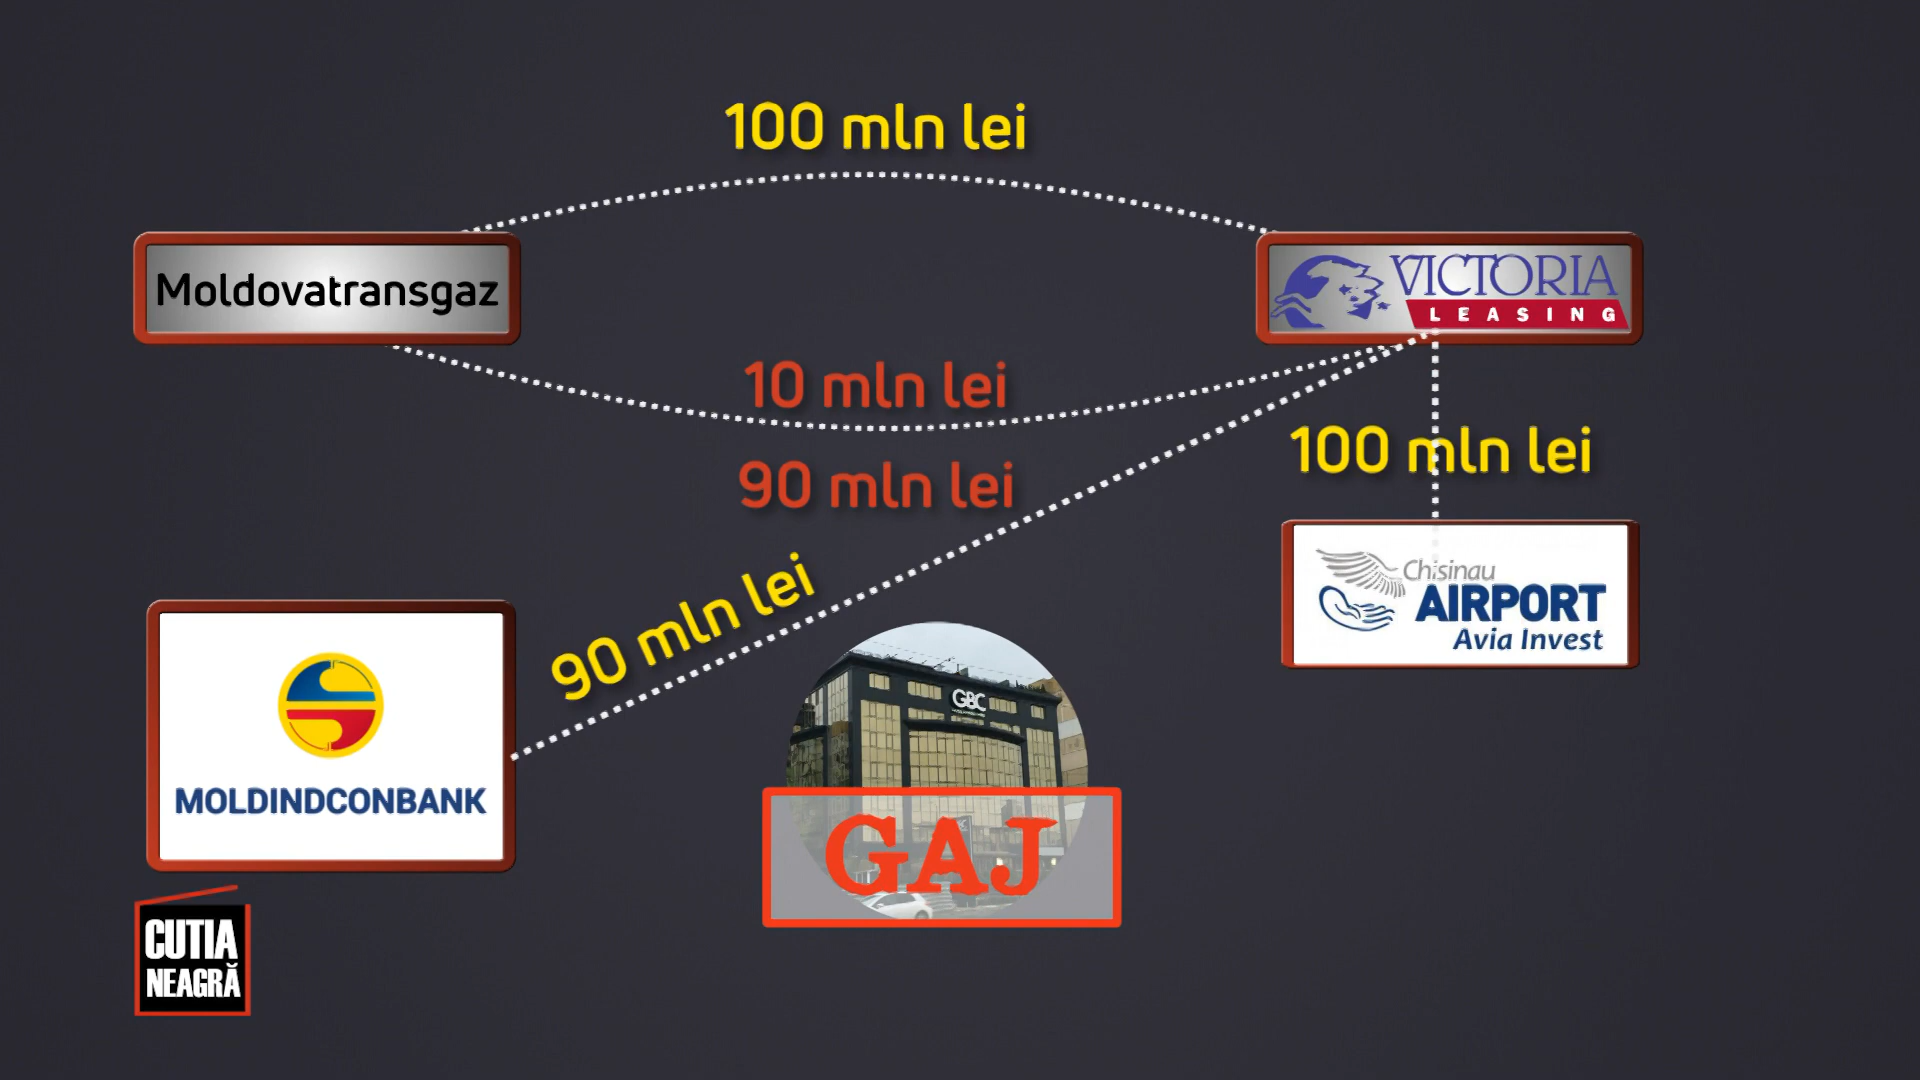 100 mln lei
Moldovatransgaz
VICTORIA
LEASING
10 mln lei
90 mln lei
100 mln lei
90 mln lei
Chisinau
AIRPORT
Avia Invest
MOLDINDCONBANK
GBC
GAJ
CUTIA
NEAGRĂ